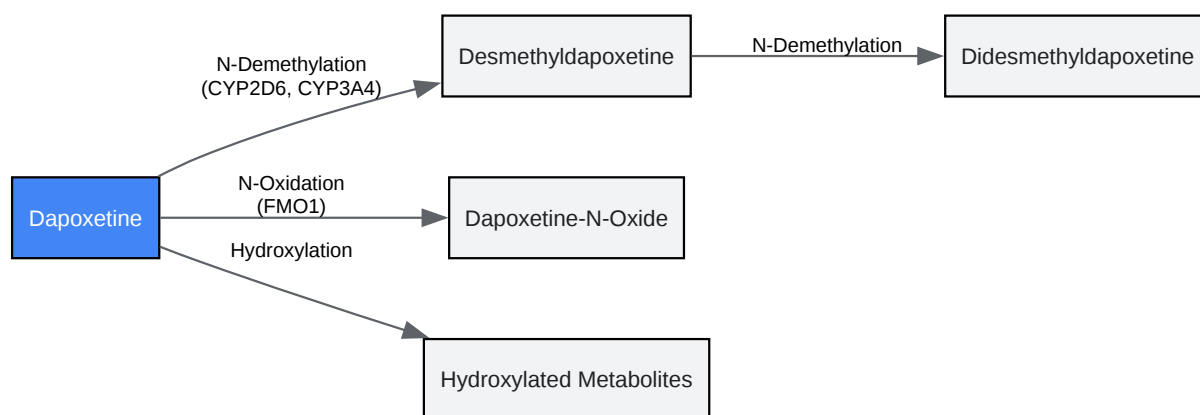 N-Demethylation
(CYP2D6, CYP3A4)
Desmethyldapoxetine
N-Demethylation
Didesmethyldapoxetine
Dapoxetine
N-Oxidation
(FMO1)
Dapoxetine-N-Oxide
Hydroxylation
Hydroxylated Metabolites